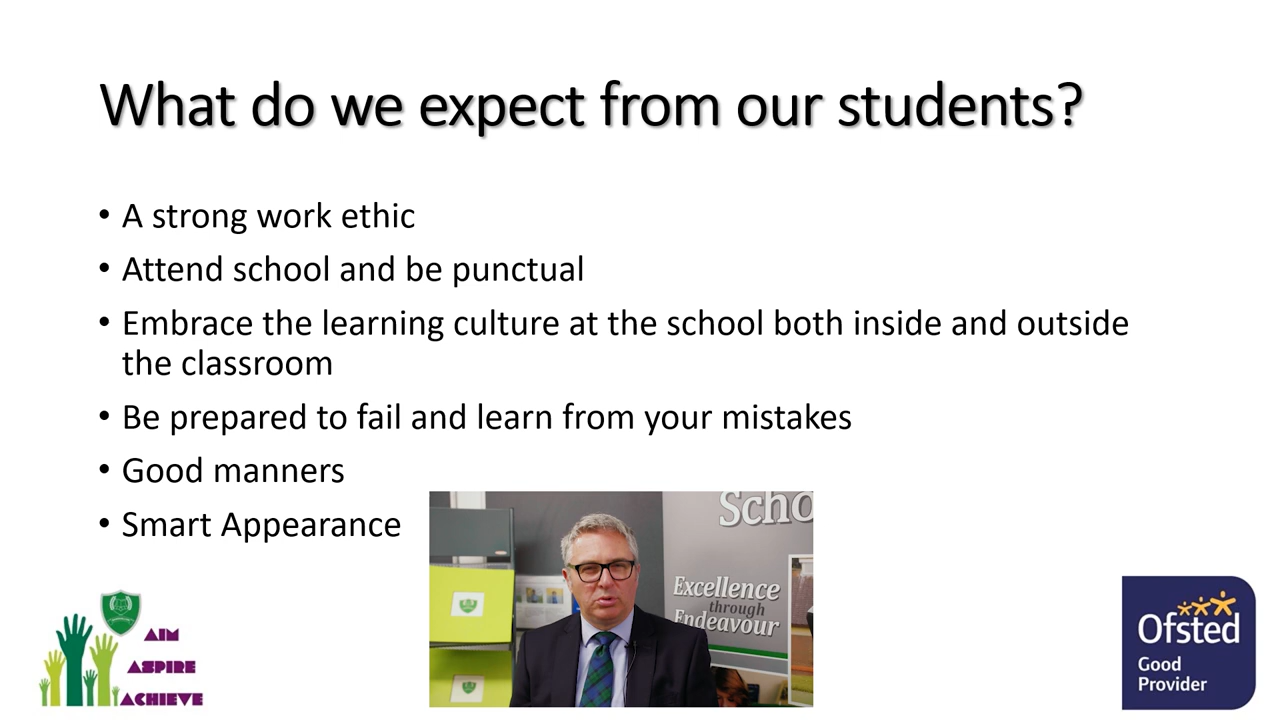 What do we expect from our students?
• A strong work ethic
• Attend school and be punctual
• Embrace the learning culture at the school both inside and outside
the classroom
• Be prepared to fail and learn from your mistakes
• Good manners
• Smart Appearance
Scho
Excellence
through
Endeavour
AIM
ASPIRE
ACHIEVE
Ofsted
Good
Provider